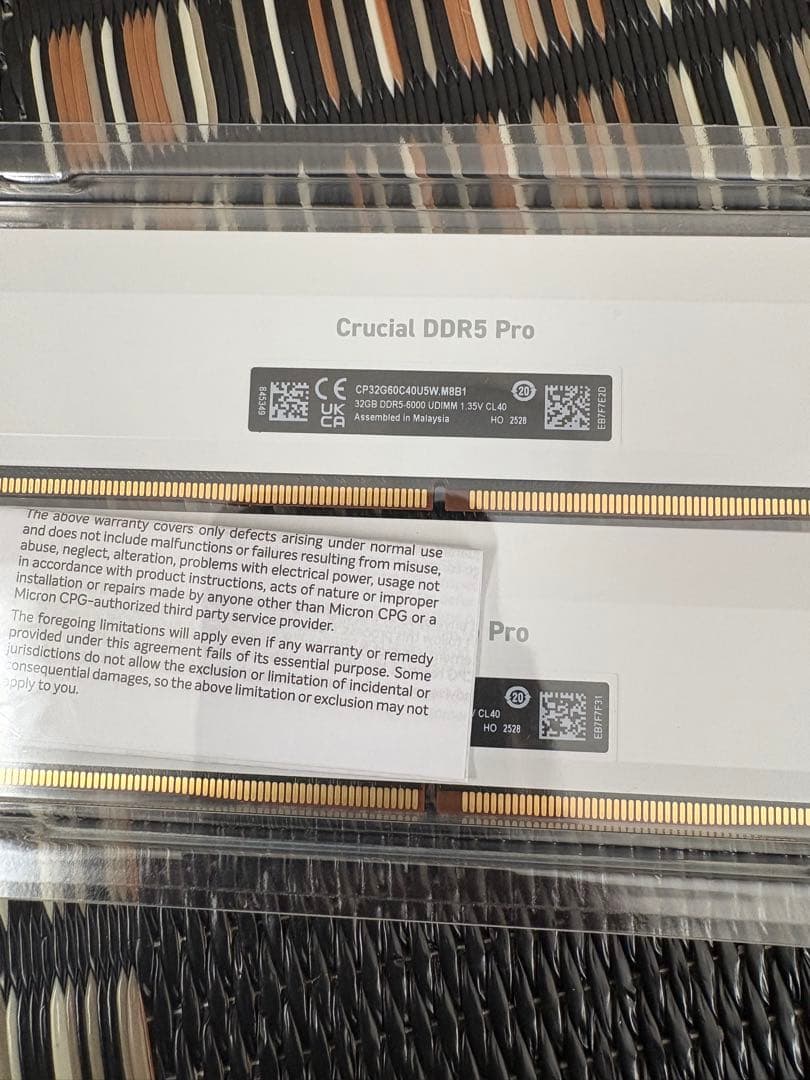 Crucial DDR5 Pro
845349
CE
UK
CA
CP32G60C40U5W.M8B1
32GB DDR5-6000 UDIMM 1.35V CL40
Assembled in Malaysia
HO 2528
20
EB7F7E2D
The above warranty covers only defects arising under normal use
and does not include malfunctions or failures resulting from misuse,
abuse, neglect, alteration, problems with electrical power, usage not
in accordance with product instructions, acts of nature or improper
installation or repairs made by anyone other than Micron CPG or a
Micron CPG-authorized third party service provider.
The foregoing limitations will apply even if any warranty or remedy
provided under this agreement fails of its essential purpose. Some
jurisdictions do not allow the exclusion or limitation of incidental or
consequential damages, so the above limitation or exclusion may not
apply to you.
Pro
20
CL40
HO 2528
EB7F7F31